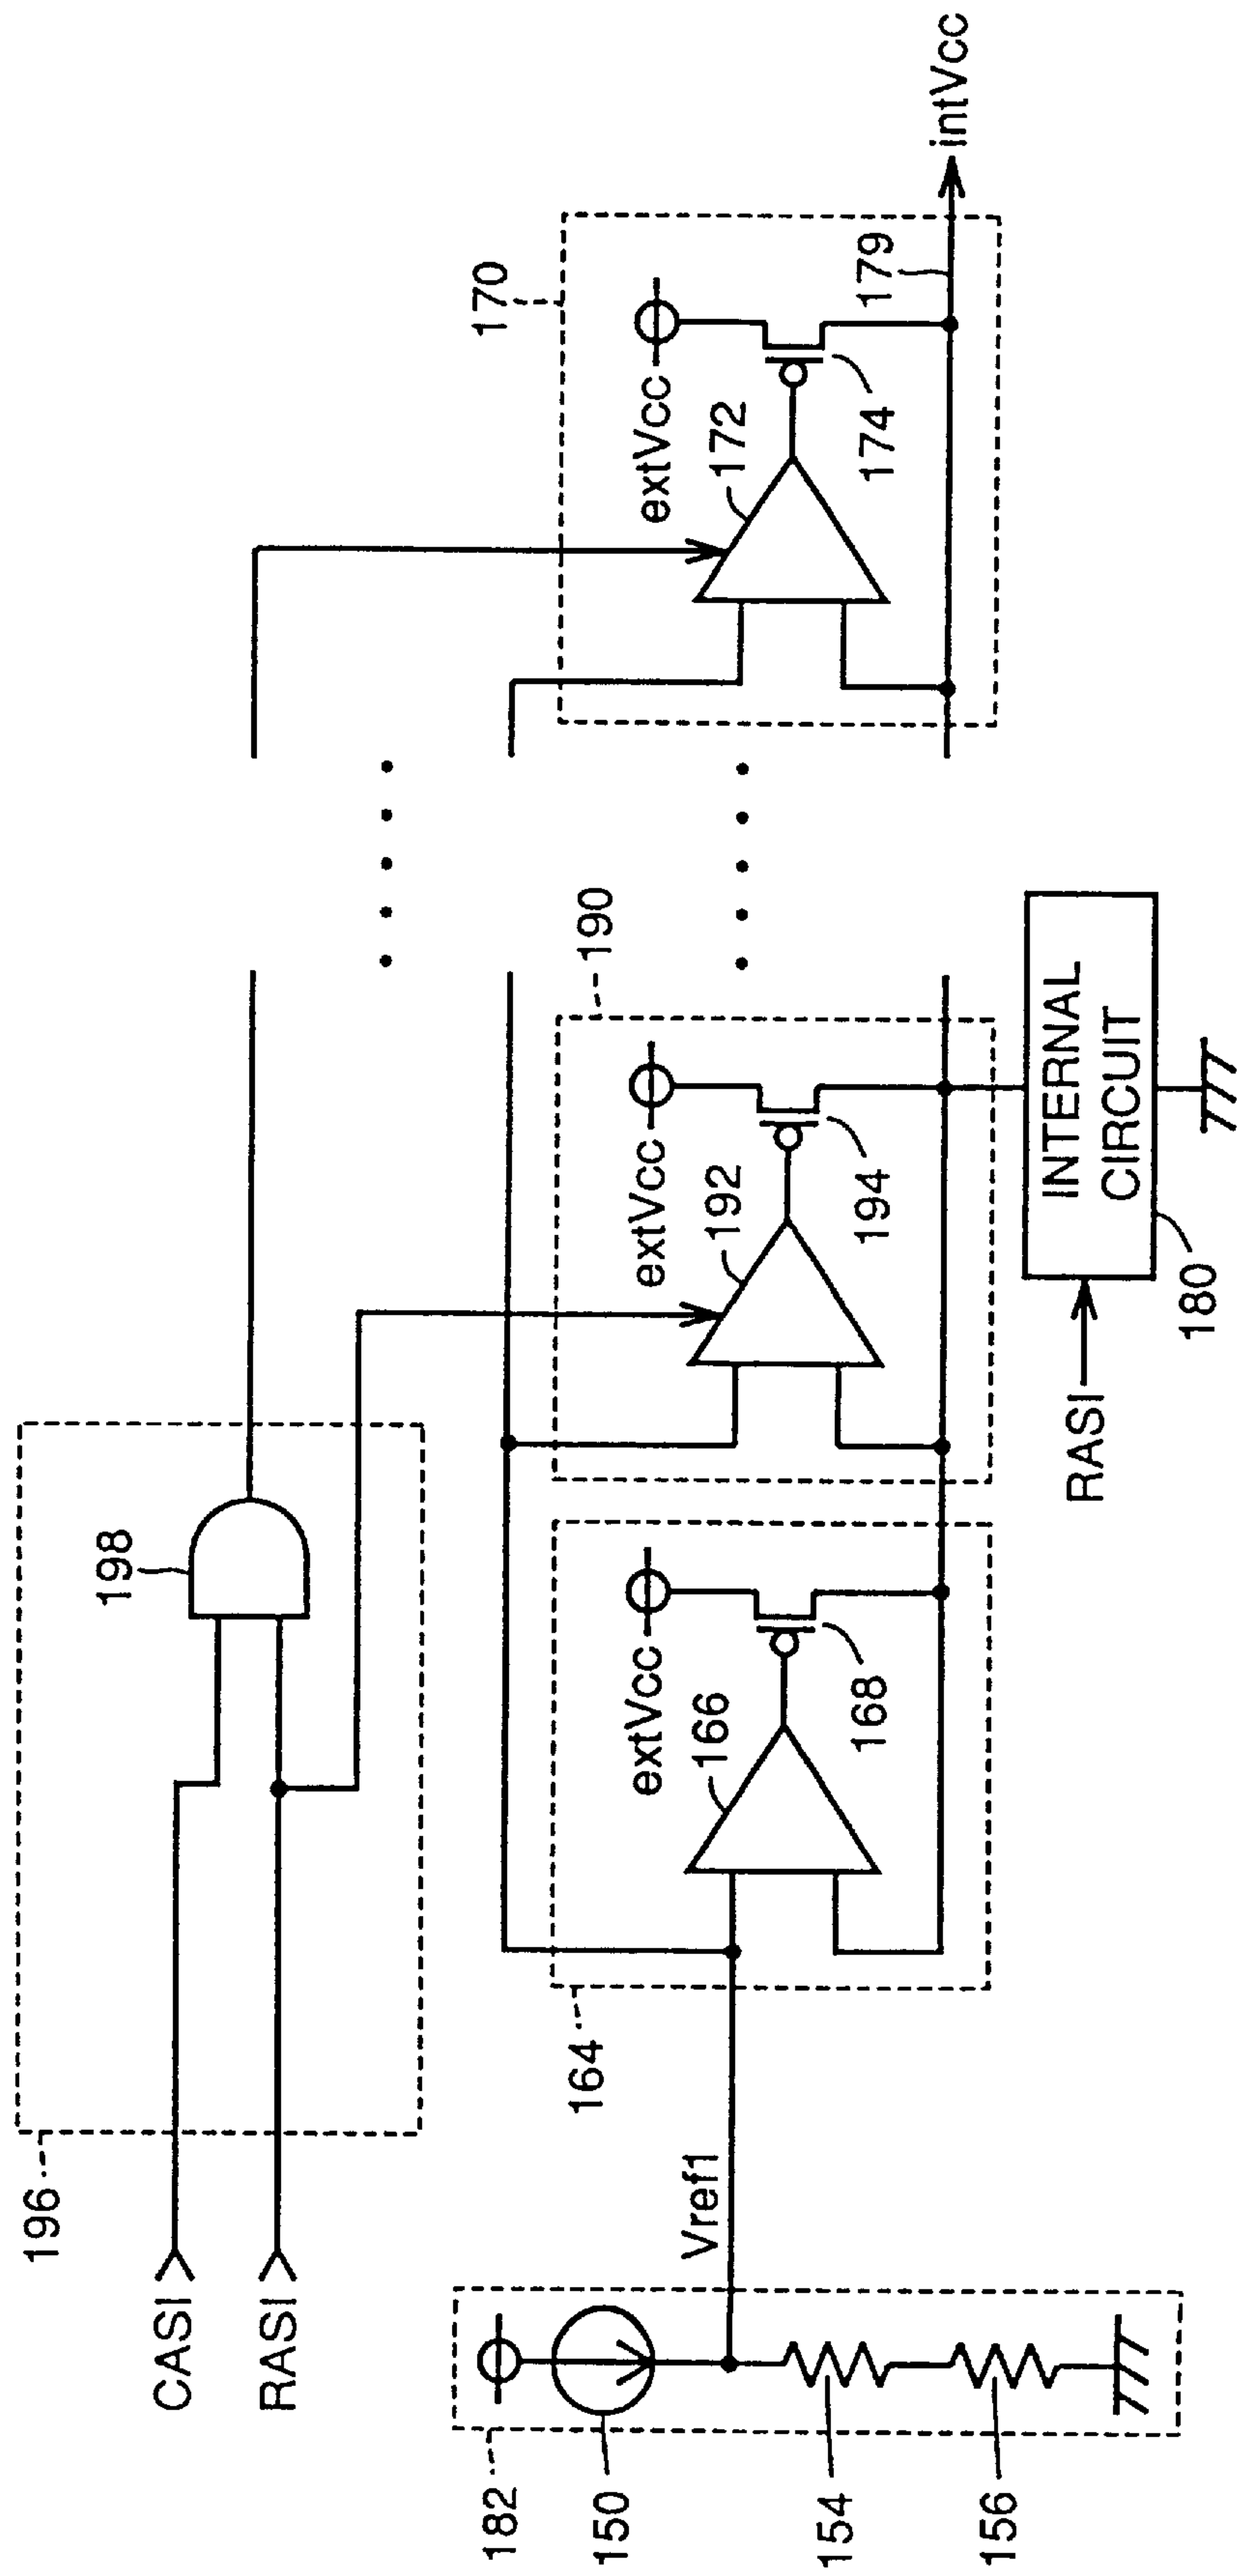 CASI
RASI
196
198
170
extVcc
172
174
179
intVcc
190
extVcc
192
194
164
extVcc
166
168
Vref1
182
150
154
156
RASI
INTERNAL
CIRCUIT
180